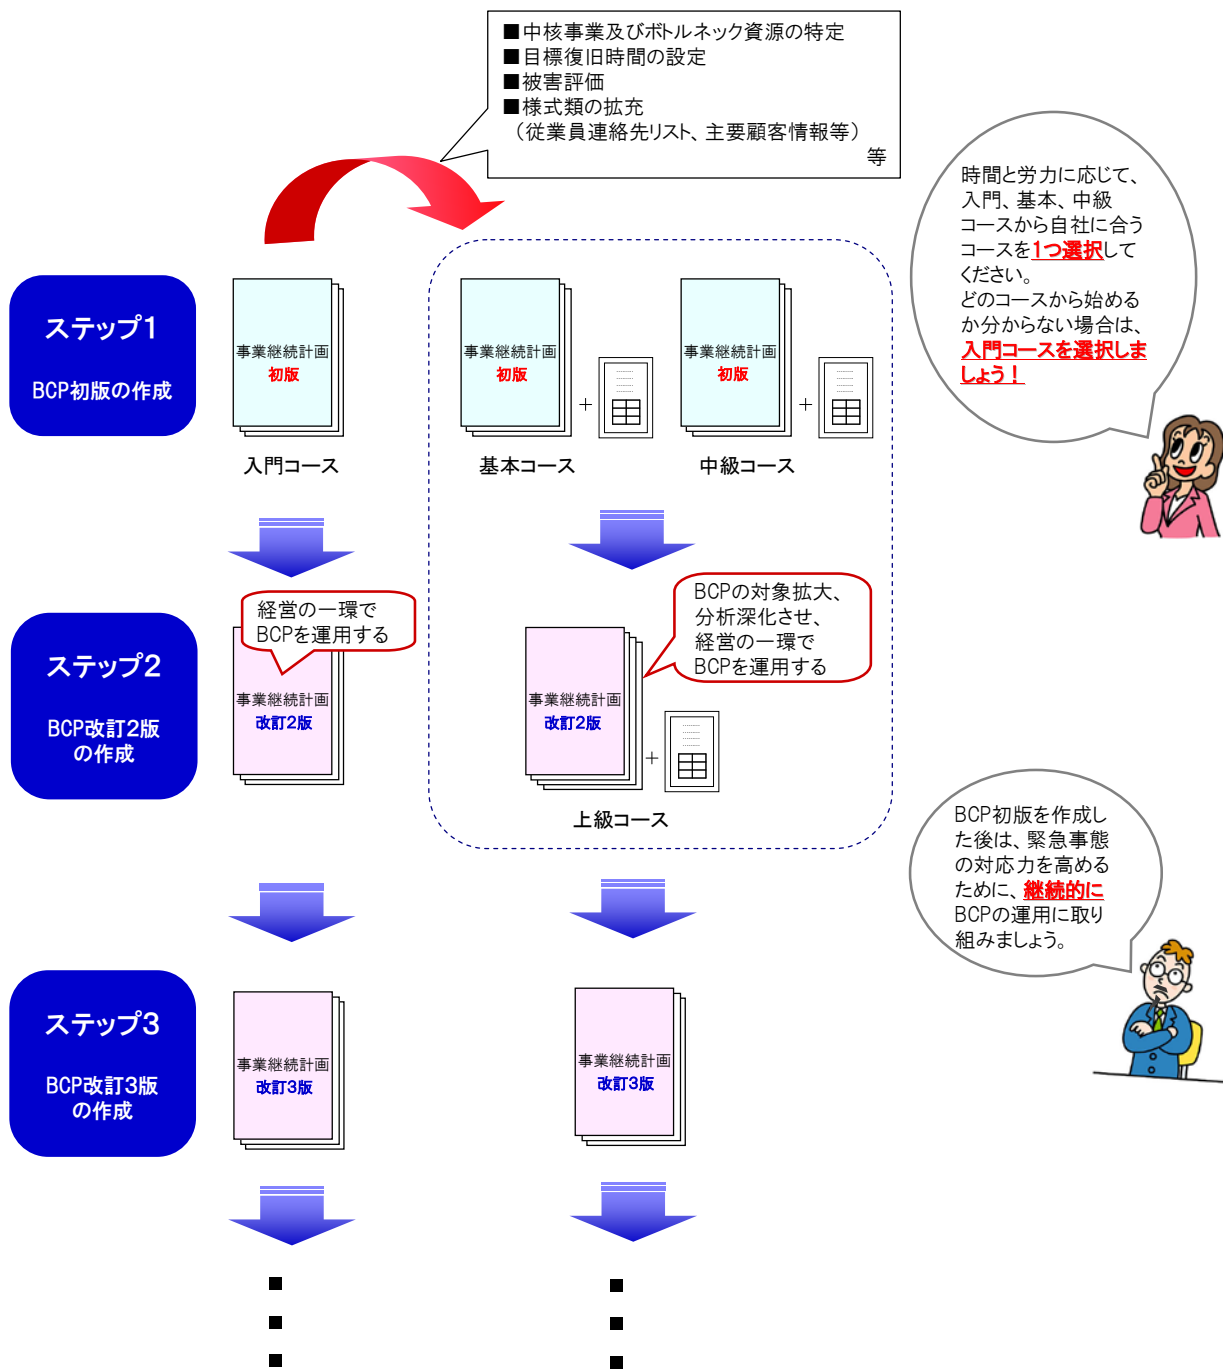 ■中核事業及びボトルネック資源の特定
■目標復旧時間の設定
■被害評価
■様式類の拡充
（従業員連絡先リスト、主要顧客情報等）
等
時間と労力に応じて、
入門、基本、中級
コースから自社に合う
コースを1つ選択して
ください。
どのコースから始める
か分からない場合は、
入門コースを選択しま
しょう！
ステップ1
BCP初版の作成
事業継続計画
初版
入門コース
事業継続計画
初版
+
基本コース
事業継続計画
初版
+
中級コース
経営の一環で
BCPを運用する
BCPの対象拡大、
分析深化させ、
経営の一環で
BCPを運用する
ステップ2
BCP改訂2版
の作成
事業継続計画
改訂2版
事業継続計画
改訂2版
+
上級コース
BCP初版を作成し
た後は、緊急事態
の対応力を高める
ために、継続的に
BCPの運用に取り
組みましょう。
ステップ3
BCP改訂3版
の作成
事業継続計画
改訂3版
事業継続計画
改訂3版